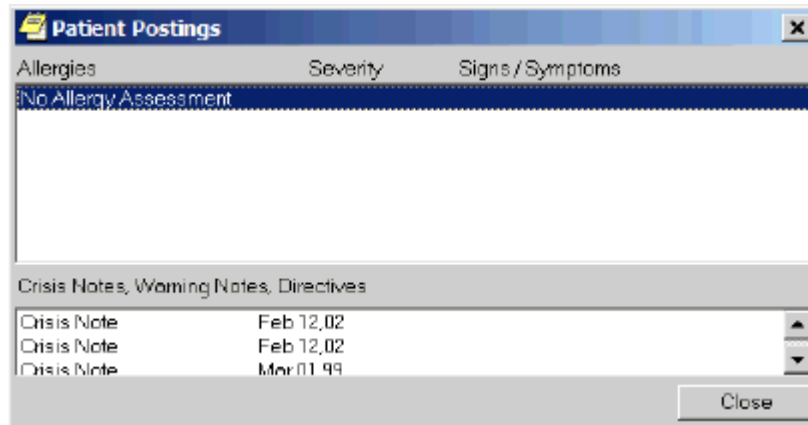 Patient Postings
Allergies Severity Signs / Symptoms
No Allergy Assessment
Crisis Notes, Warning Notes, Directives
Crisis Note Feb 12,02
Crisis Note Feb 12,02
Crisis Note Mar 01,99
Close